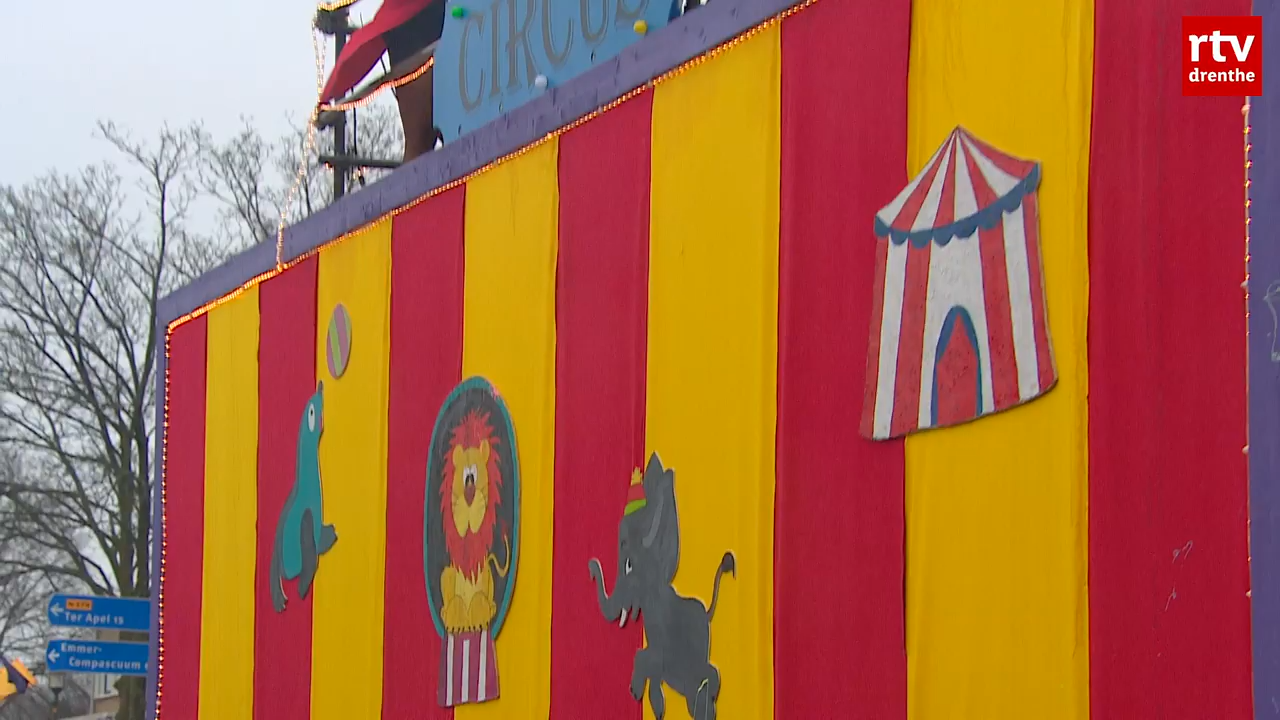 CIRCUS
rtv
drenthe
Ter Apel 15
Emmer-
Compascuum